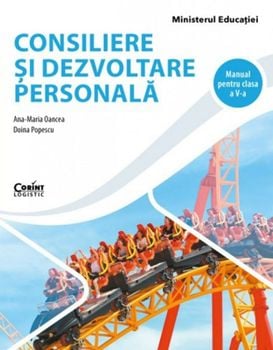 Ministerul Educației
CONSILIERE
ȘI DEZVOLTARE
PERSONALĂ
Manual
pentru clasa
a V-a
Ana-Maria Oancea
Doina Popescu
CORINT
LOGISTIC